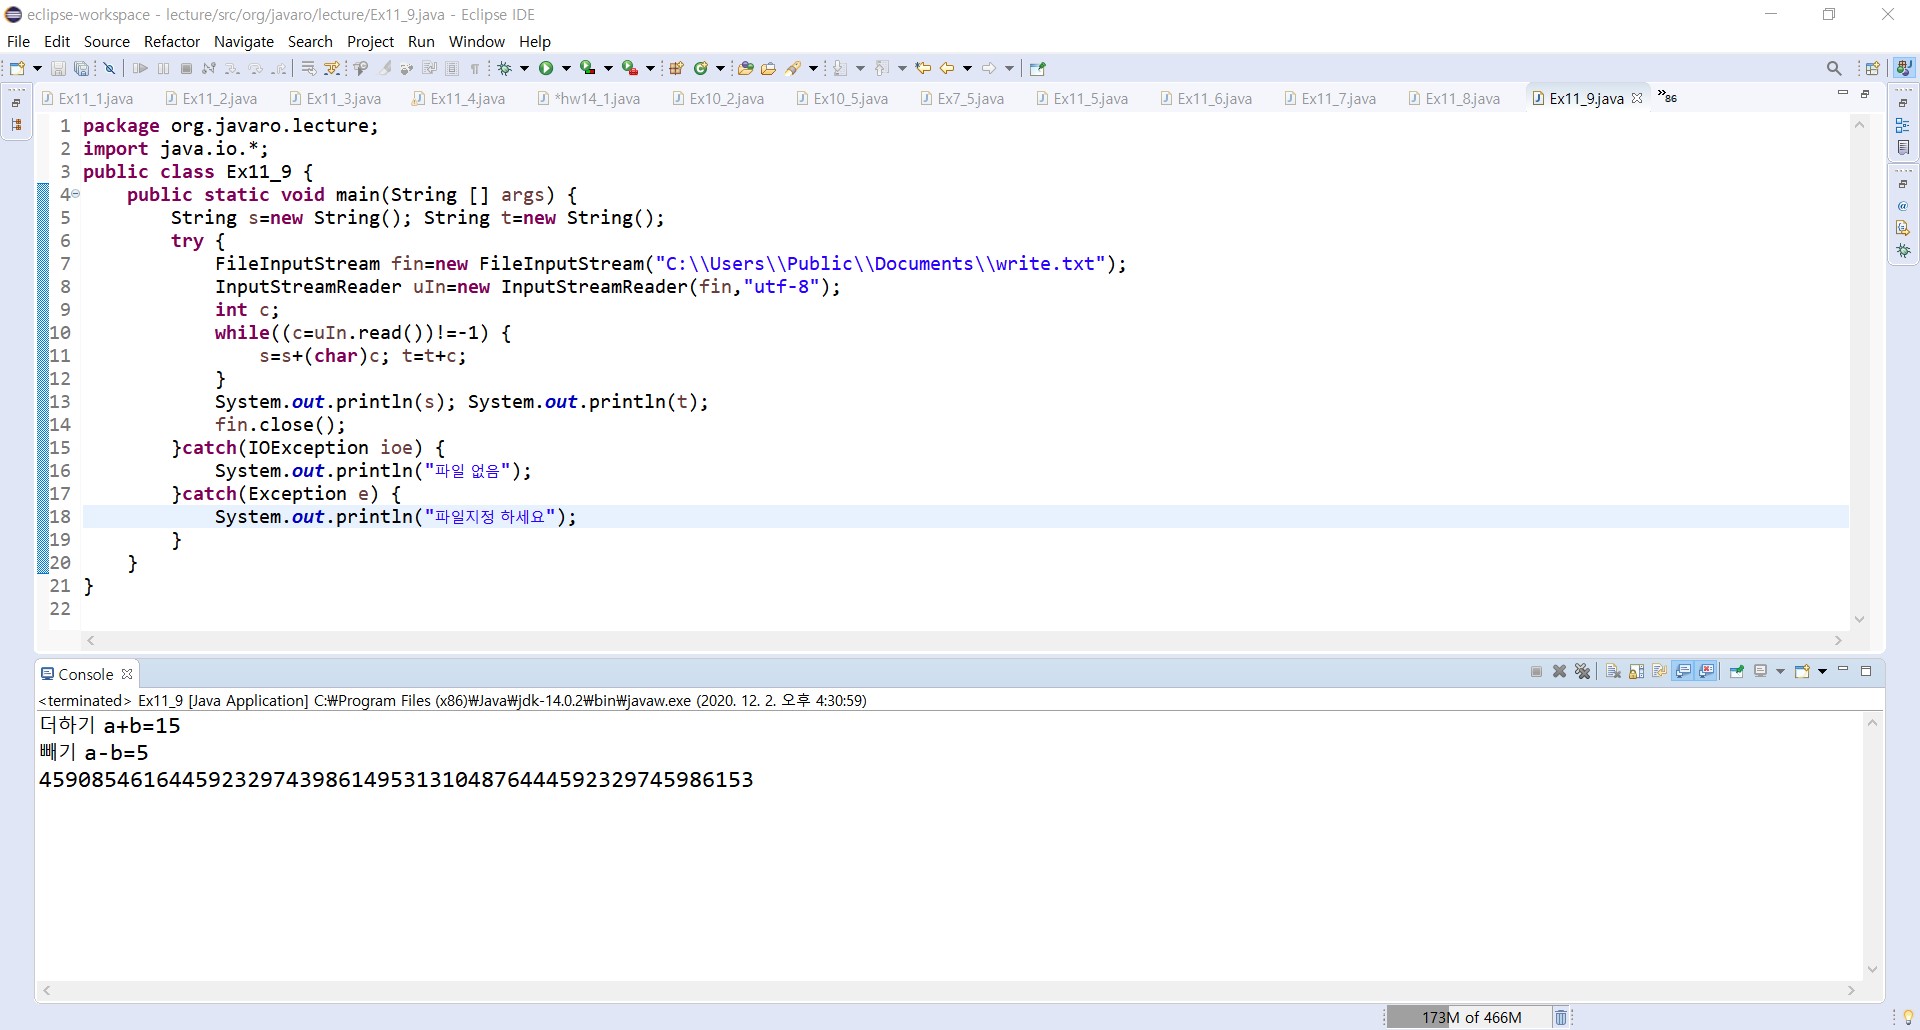 eclipse-workspace - lecture/src/org/javaro/lecture/Ex11_9.java - Eclipse IDE
File Edit Source Refactor Navigate Search Project Run Window Help
Ex11_1.java Ex11_2.java Ex11_3.java Ex11_4.java *hw14_1.java Ex10_2.java Ex10_5.java Ex7_5.java Ex11_5.java Ex11_6.java Ex11_7.java Ex11_8.java Ex11_9.java »86
1 package org.javaro.lecture;
2 import java.io.*;
3 public class Ex11_9 {
4 public static void main(String [] args) {
5 String s=new String(); String t=new String();
6 try {
7 FileInputStream fin=new FileInputStream("C:\\Users\\Public\\Documents\\write.txt");
8 InputStreamReader uIn=new InputStreamReader(fin,"utf-8");
9 int c;
10 while((c=uIn.read())!=-1) {
11 s=s+(char)c; t=t+c;
12 }
13 System.out.println(s); System.out.println(t);
14 fin.close();
15 }catch(IOException ioe) {
16 System.out.println("파일 없음");
17 }catch(Exception e) {
18 System.out.println("파일지정 하세요");
19 }
20 }
21 }
22
Console
<terminated> Ex11_9 [Java Application] C:₩Program Files (x86)₩Java₩jdk-14.0.2₩bin₩javaw.exe (2020. 12. 2. 오후 4:30:59)
더하기 a+b=15
빼기 a-b=5
4590854616445923297439861495313104876444592329745986153
173M of 466M